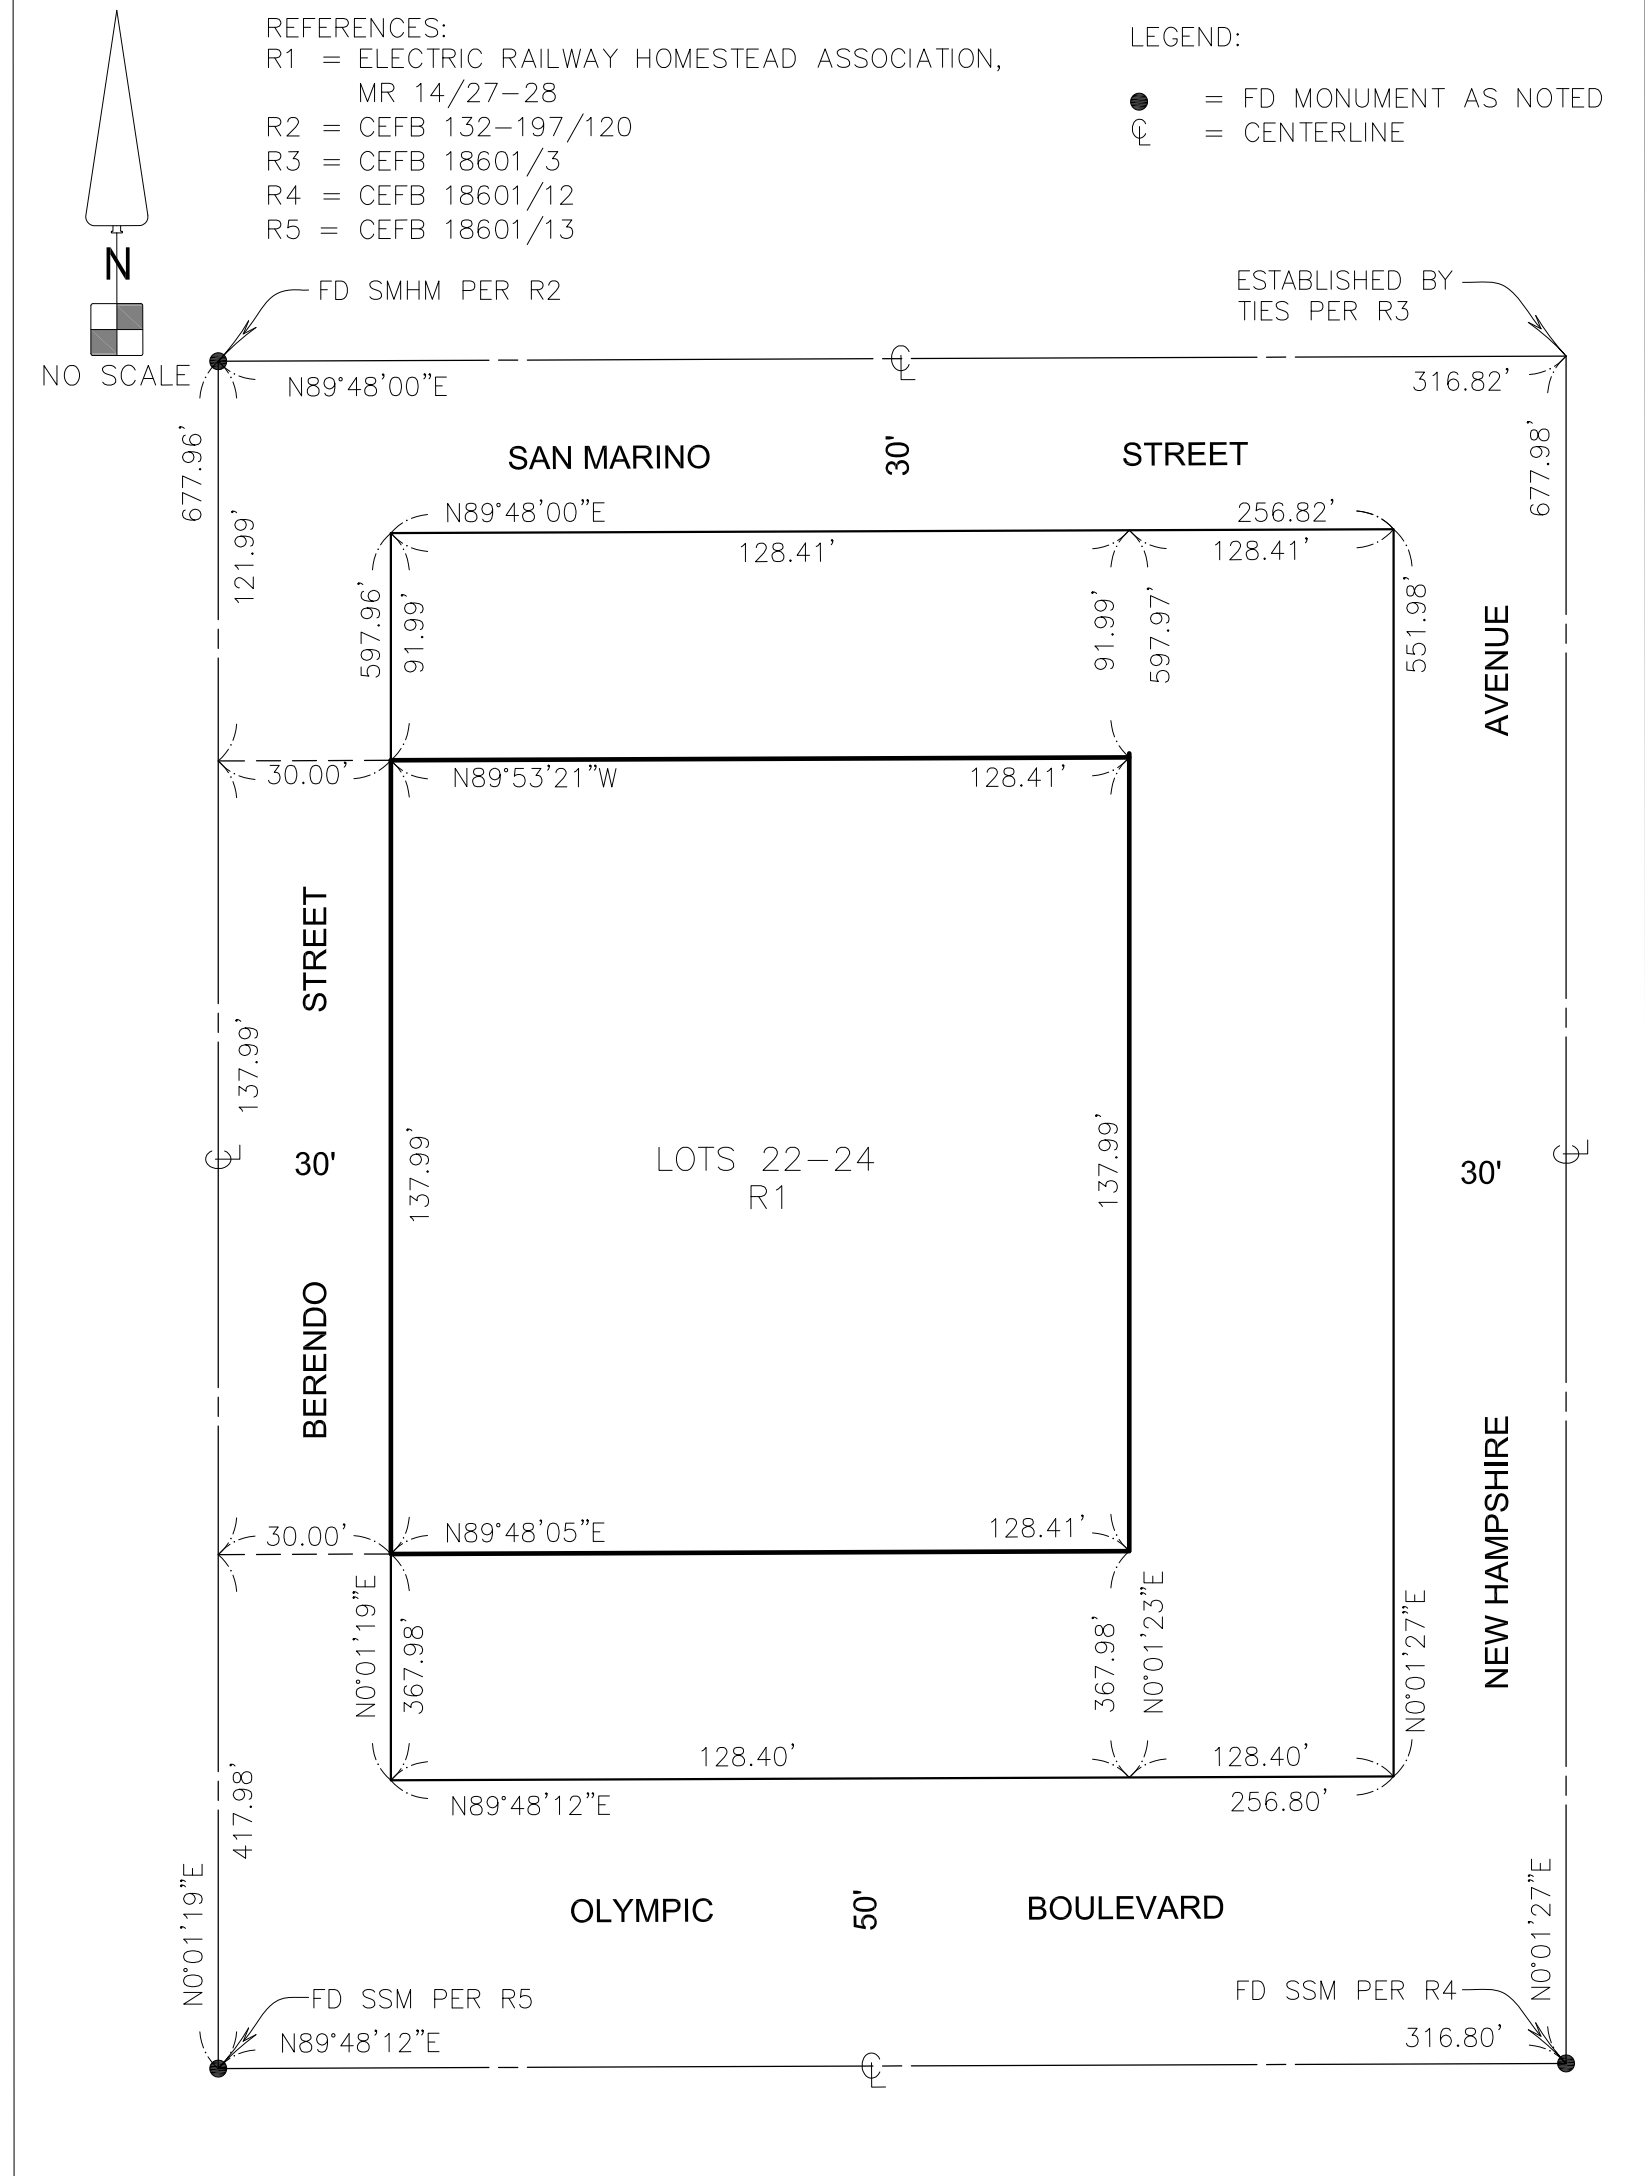 REFERENCES:
R1 = ELECTRIC RAILWAY HOMESTEAD ASSOCIATION,
MR 14/27-28
R2 = CEFB 132-197/120
R3 = CEFB 18601/3
R4 = CEFB 18601/12
R5 = CEFB 18601/13
LEGEND:
= FD MONUMENT AS NOTED
℄ = CENTERLINE
N
NO SCALE
FD SMHM PER R2
ESTABLISHED BY
TIES PER R3
℄
N89°48'00"E
316.82'
677.96'
121.99'
SAN MARINO
30'
STREET
677.98'
N89°48'00"E
256.82'
128.41'
128.41'
597.96'
91.99'
91.99'
597.97'
551.98'
AVENUE
30.00'
N89°53'21"W
128.41'
STREET
137.99'
℄
30'
137.99'
LOTS 22-24
R1
137.99'
30'
℄
BERENDO
NEW HAMPSHIRE
30.00'
N89°48'05"E
128.41'
N0°01'19"E
367.98'
367.98'
N0°01'23"E
N0°01'27"E
128.40'
128.40'
N89°48'12"E
256.80'
417.98'
N0°01'19"E
OLYMPIC
50'
BOULEVARD
N0°01'27"E
FD SSM PER R5
FD SSM PER R4
N89°48'12"E
316.80'
℄